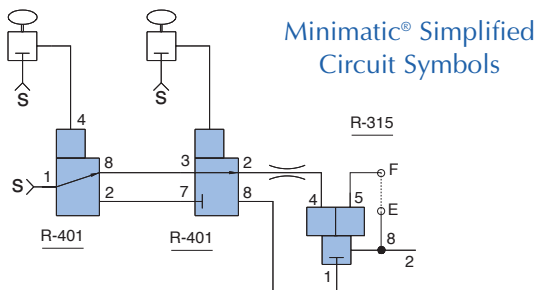 Minimatic® Simplified
Circuit Symbols
S
S
4
R-315
1
8
3
2
F
S
2
7
8
4
5
E
R-401
R-401
8
2
1